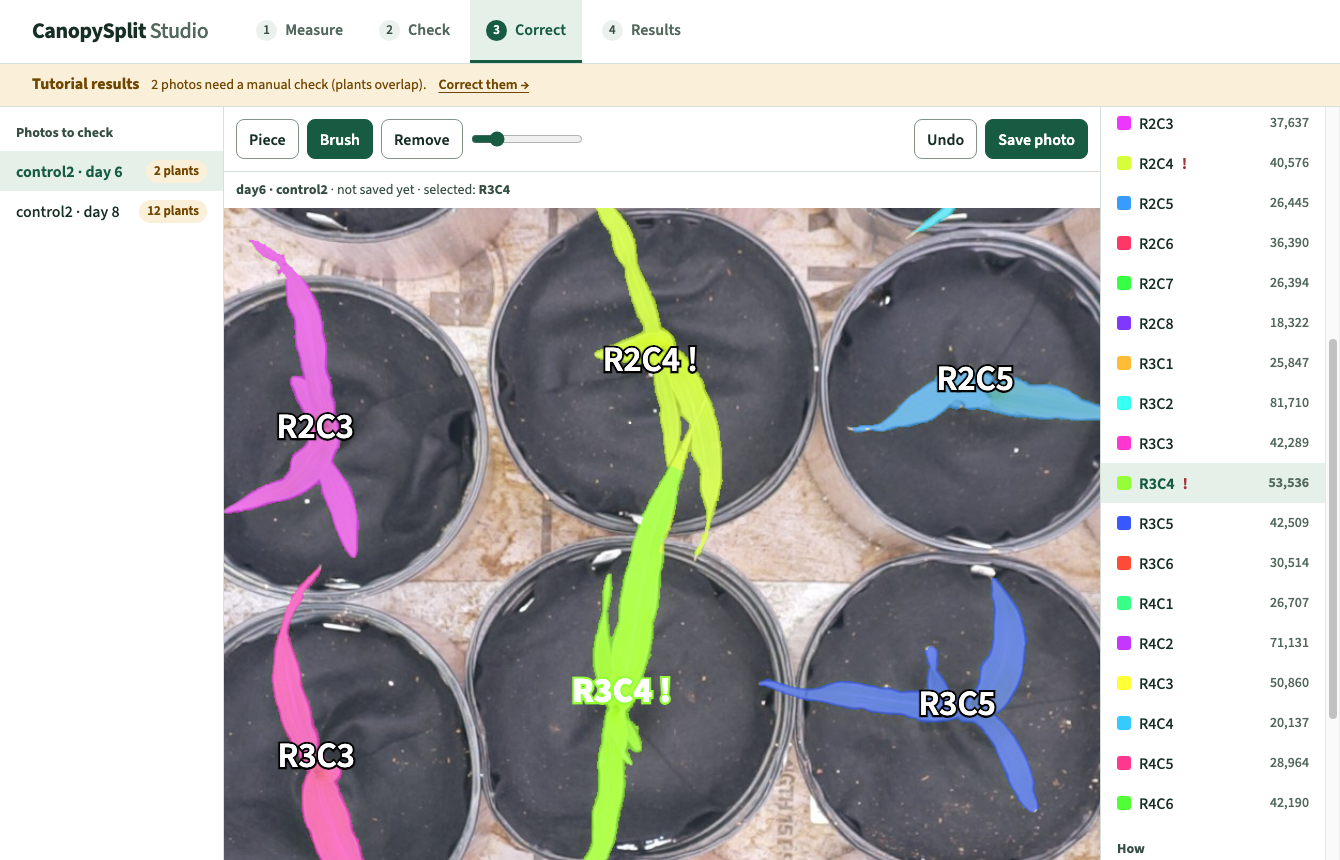 CanopySplit Studio
1 Measure
2 Check
3 Correct
4 Results
Tutorial results 2 photos need a manual check (plants overlap). Correct them →
Photos to check
control2 · day 6 2 plants
control2 · day 8 12 plants
Piece Brush Remove Undo Save photo
day6 · control2 · not saved yet · selected: R3C4
R2C4 !
R2C5
R2C3
R3C4 !
R3C5
R3C3
R2C3 37,637
R2C4 ! 40,576
R2C5 26,445
R2C6 36,390
R2C7 26,394
R2C8 18,322
R3C1 25,847
R3C2 81,710
R3C3 42,289
R3C4 ! 53,536
R3C5 42,509
R3C6 30,514
R4C1 26,707
R4C2 71,131
R4C3 50,860
R4C4 20,137
R4C5 28,964
R4C6 42,190
How